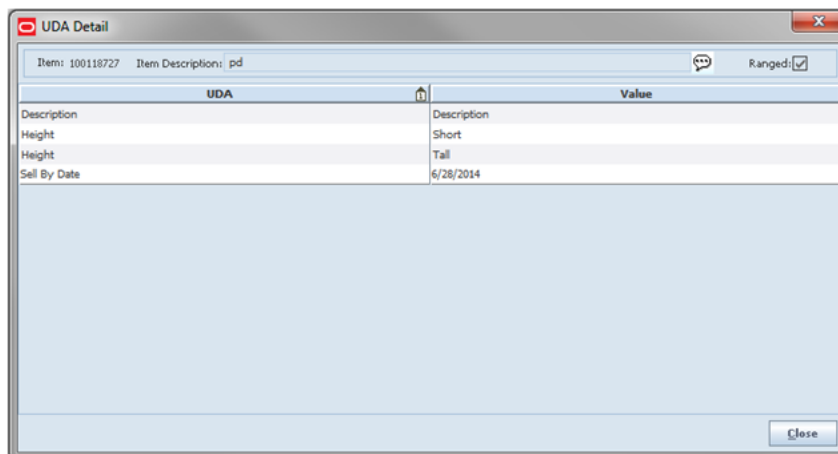 UDA Detail
Item: 100118727 Item Description: pd Ranged:
UDA 1 Value
Description Description
Height Short
Height Tall
Sell By Date 6/28/2014
Close